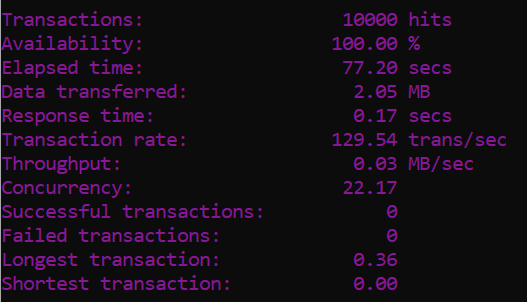 Transactions: 10000 hits
Availability: 100.00 %
Elapsed time: 77.20 secs
Data transferred: 2.05 MB
Response time: 0.17 secs
Transaction rate: 129.54 trans/sec
Throughput: 0.03 MB/sec
Concurrency: 22.17
Successful transactions: 0
Failed transactions: 0
Longest transaction: 0.36
Shortest transaction: 0.00